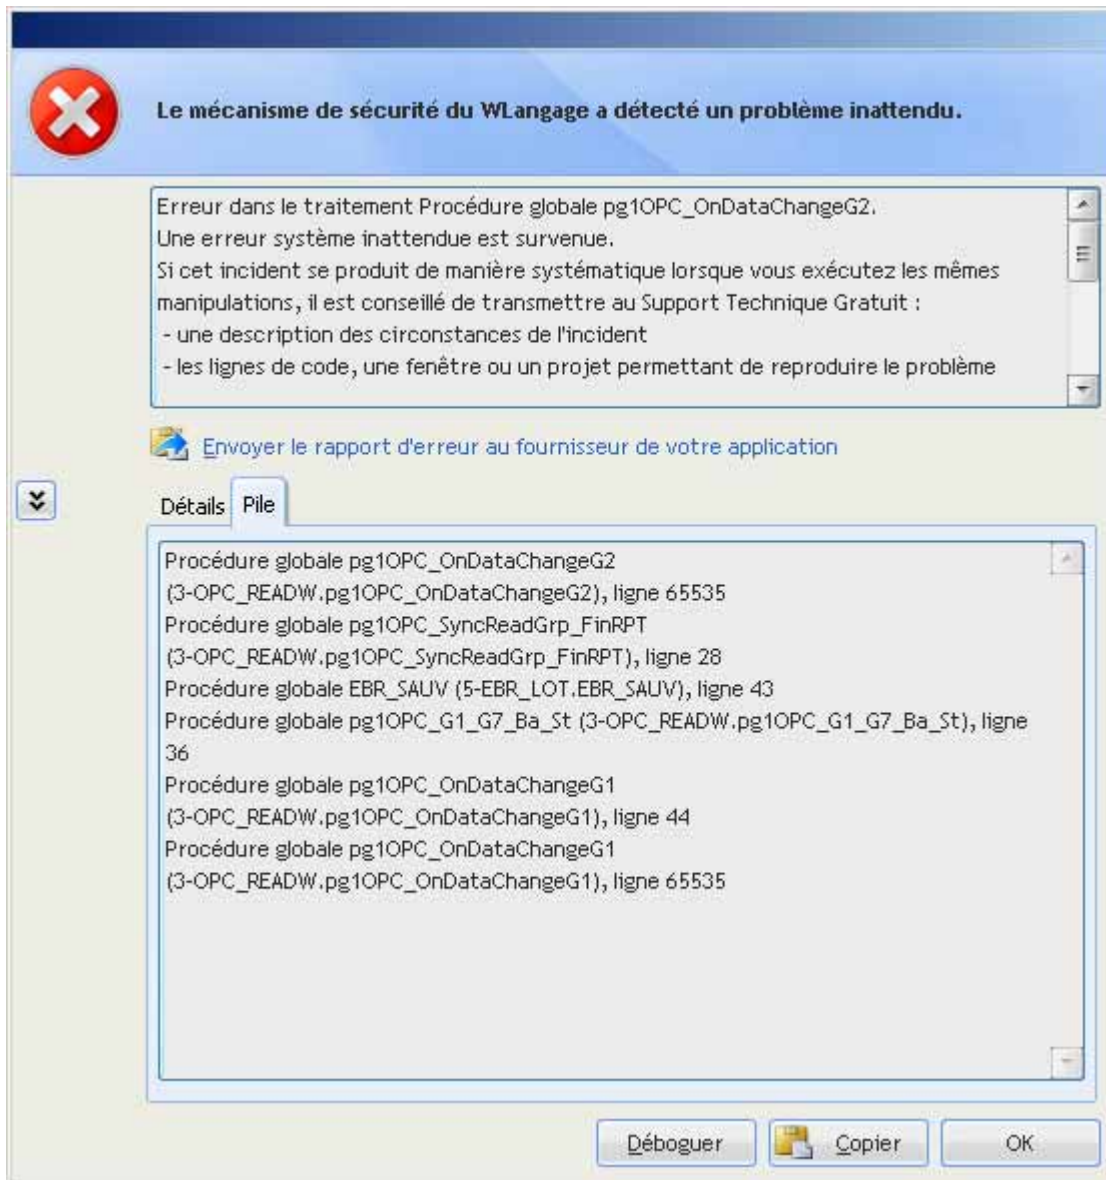 Le mécanisme de sécurité du WLangage a détecté un problème inattendu.
Erreur dans le traitement Procédure globale pg1OPC_OnDataChangeG2.
Une erreur système inattendue est survenue.
Si cet incident se produit de manière systématique lorsque vous exécutez les mêmes
manipulations, il est conseillé de transmettre au Support Technique Gratuit :
- une description des circonstances de l'incident
- les lignes de code, une fenêtre ou un projet permettant de reproduire le problème
Envoyer le rapport d'erreur au fournisseur de votre application
Détails Pile
Procédure globale pg1OPC_OnDataChangeG2
(3-OPC_READW.pg1OPC_OnDataChangeG2), ligne 65535
Procédure globale pg1OPC_SyncReadGrp_FinRPT
(3-OPC_READW.pg1OPC_SyncReadGrp_FinRPT), ligne 28
Procédure globale EBR_SAUV (5-EBR_LOT.EBR_SAUV), ligne 43
Procédure globale pg1OPC_G1_G7_Ba_St (3-OPC_READW.pg1OPC_G1_G7_Ba_St), ligne
36
Procédure globale pg1OPC_OnDataChangeG1
(3-OPC_READW.pg1OPC_OnDataChangeG1), ligne 44
Procédure globale pg1OPC_OnDataChangeG1
(3-OPC_READW.pg1OPC_OnDataChangeG1), ligne 65535
Déboguer Copier OK